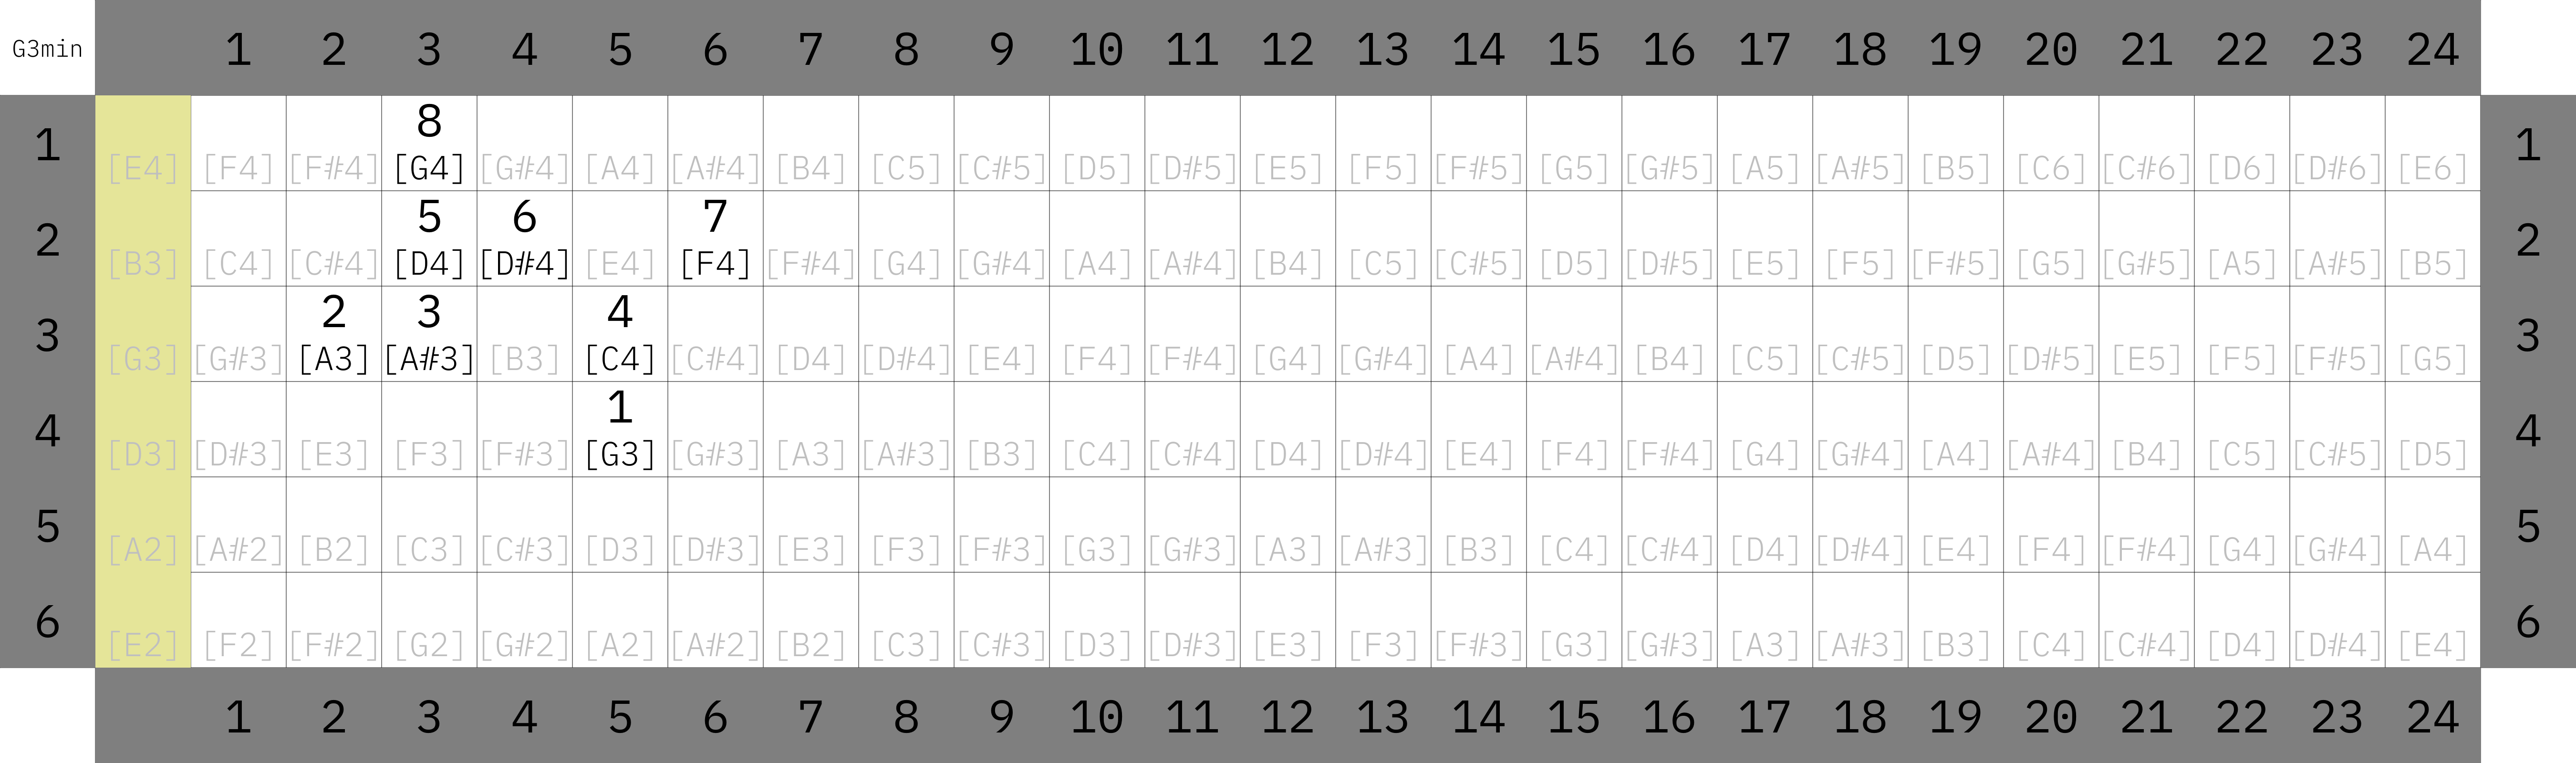 G3min 1 2 3 4 5 6 7 8 9 10 11 12 13 14 15 16 17 18 19 20 21 22 23 24
8
1 [E4] [F4] [F#4] [G4] [G#4] [A4] [A#4] [B4] [C5] [C#5] [D5] [D#5] [E5] [F5] [F#5] [G5] [G#5] [A5] [A#5] [B5] [C6] [C#6] [D6] [D#6] [E6] 1
5 6 7
2 [B3] [C4] [C#4] [D4] [D#4] [E4] [F4] [F#4] [G4] [G#4] [A4] [A#4] [B4] [C5] [C#5] [D5] [D#5] [E5] [F5] [F#5] [G5] [G#5] [A5] [A#5] [B5] 2
2 3 4
3 [G3] [G#3] [A3] [A#3] [B3] [C4] [C#4] [D4] [D#4] [E4] [F4] [F#4] [G4] [G#4] [A4] [A#4] [B4] [C5] [C#5] [D5] [D#5] [E5] [F5] [F#5] [G5] 3
1
4 [D3] [D#3] [E3] [F3] [F#3] [G3] [G#3] [A3] [A#3] [B3] [C4] [C#4] [D4] [D#4] [E4] [F4] [F#4] [G4] [G#4] [A4] [A#4] [B4] [C5] [C#5] [D5] 4
5 [A2] [A#2] [B2] [C3] [C#3] [D3] [D#3] [E3] [F3] [F#3] [G3] [G#3] [A3] [A#3] [B3] [C4] [C#4] [D4] [D#4] [E4] [F4] [F#4] [G4] [G#4] [A4] 5
6 [E2] [F2] [F#2] [G2] [G#2] [A2] [A#2] [B2] [C3] [C#3] [D3] [D#3] [E3] [F3] [F#3] [G3] [G#3] [A3] [A#3] [B3] [C4] [C#4] [D4] [D#4] [E4] 6
1 2 3 4 5 6 7 8 9 10 11 12 13 14 15 16 17 18 19 20 21 22 23 24